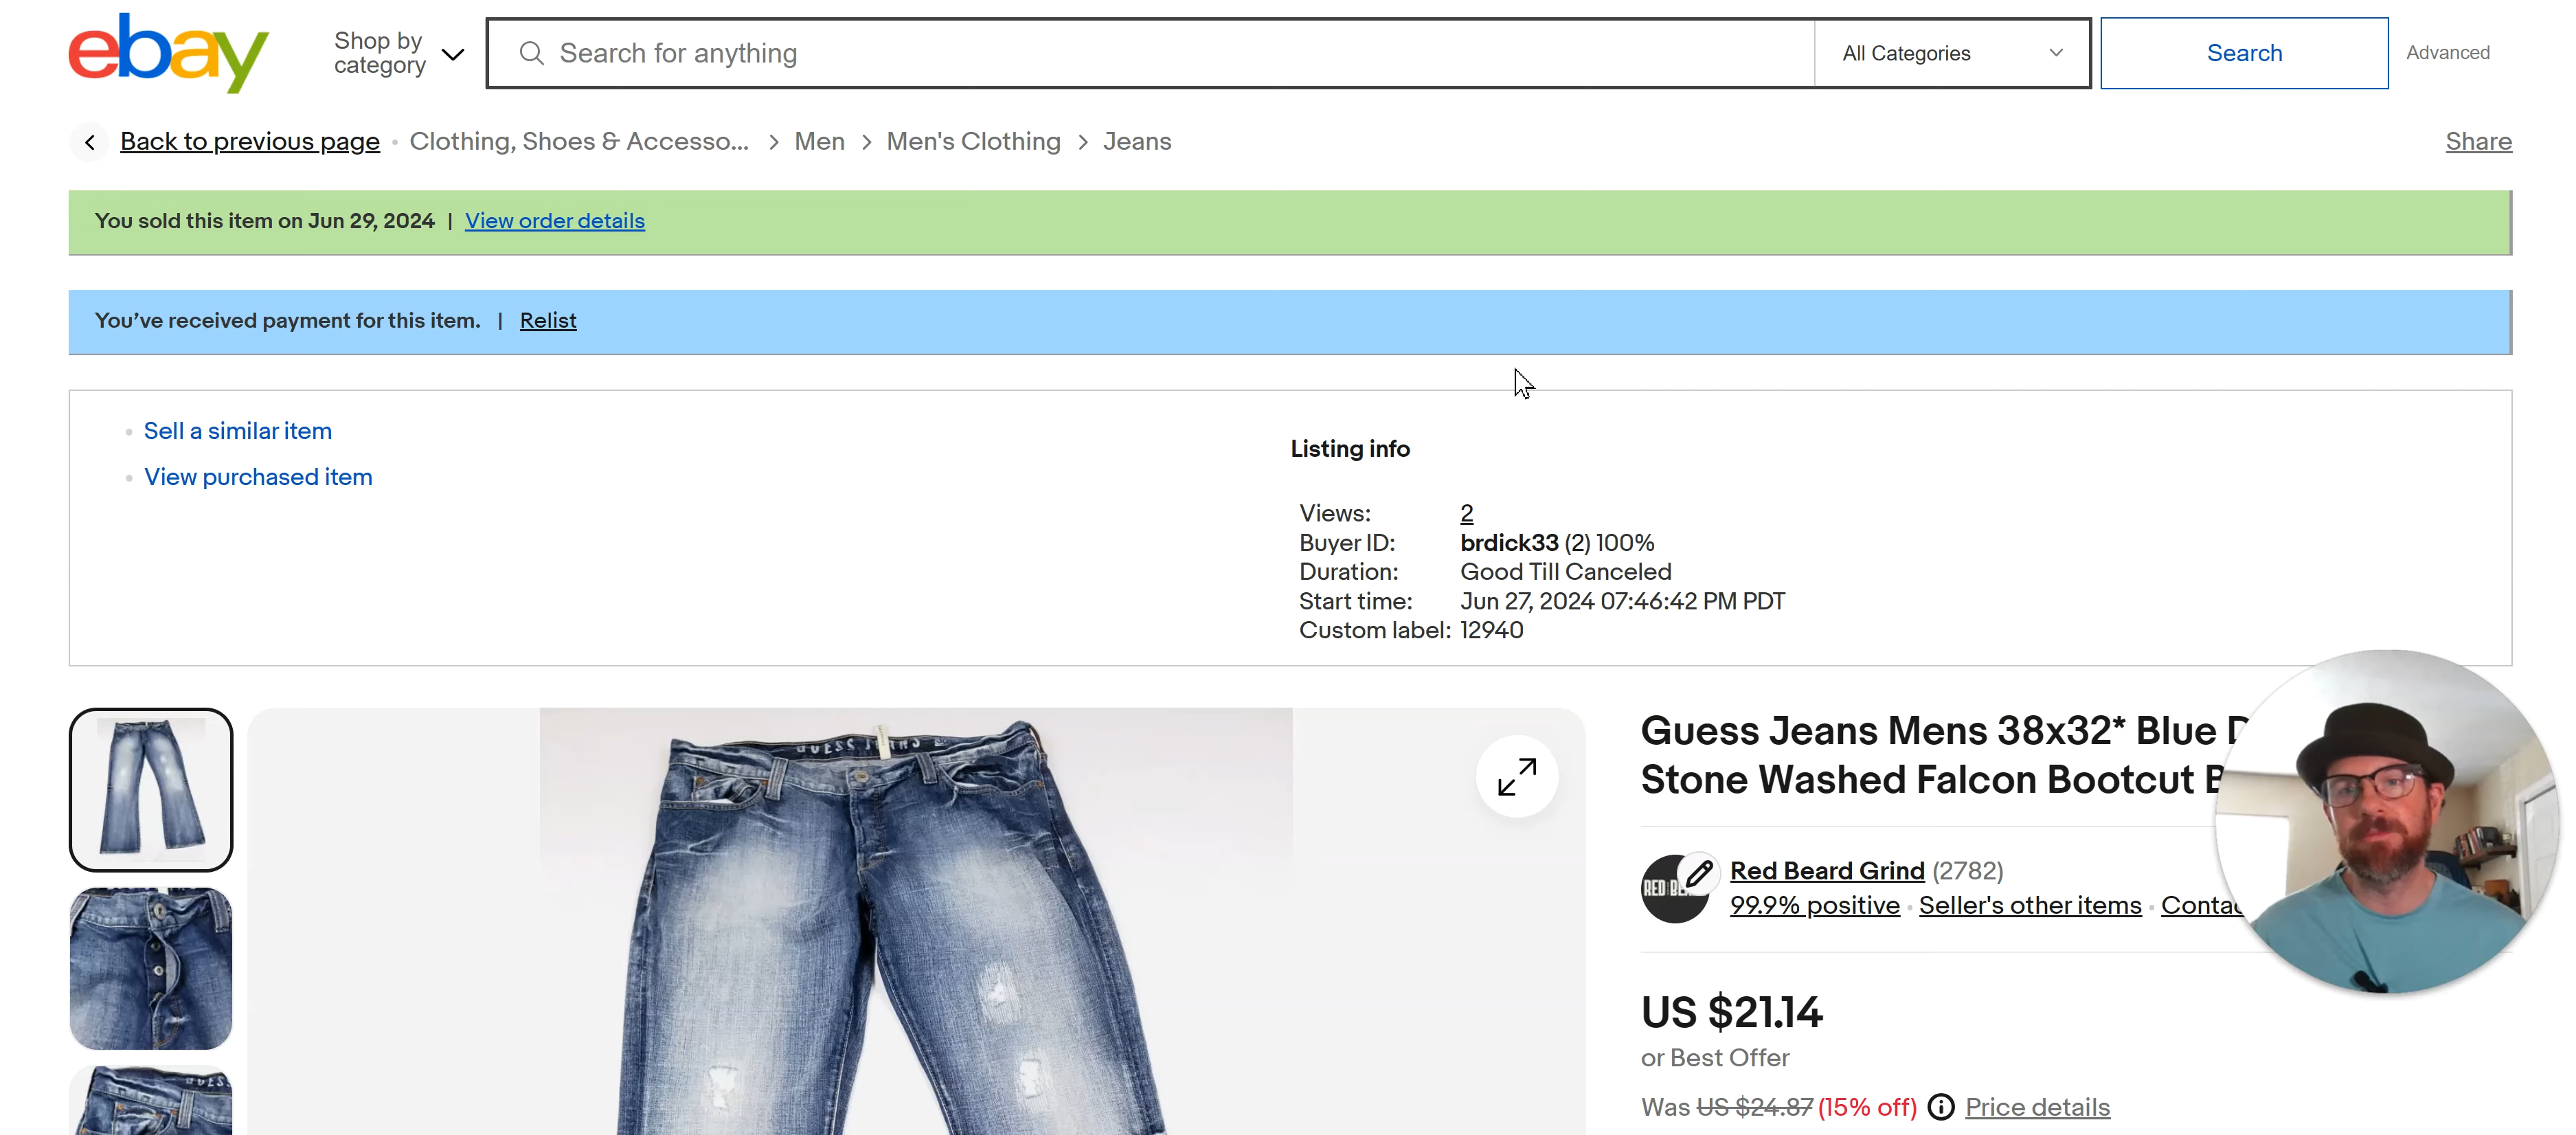 ebay
Shop by
category
Search for anything
All Categories
Search
Advanced
Back to previous page • Clothing, Shoes & Accesso... > Men > Men's Clothing > Jeans
Share
You sold this item on Jun 29, 2024 | View order details
You've received payment for this item. | Relist
• Sell a similar item
• View purchased item
Listing info
Views: 2
Buyer ID: brdick33 (2) 100%
Duration: Good Till Canceled
Start time: Jun 27, 2024 07:46:42 PM PDT
Custom label: 12940
GUESS JEANS
Guess Jeans Mens 38x32* Blue
Stone Washed Falcon Bootcut
RED
Red Beard Grind (2782)
99.9% positive • Seller's other items •
US $21.14
or Best Offer
Was US $24.87 (15% off) Price details